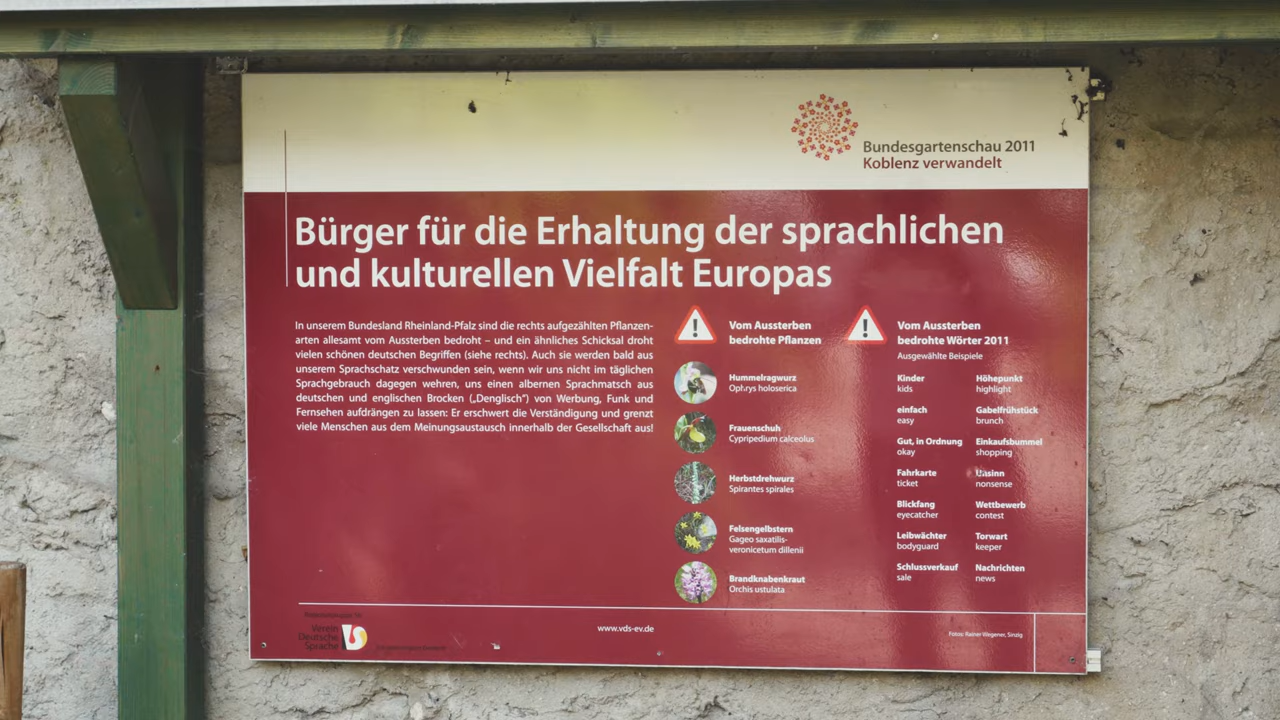 Bundesgartenschau 2011
Koblenz verwandelt
Bürger für die Erhaltung der sprachlichen
und kulturellen Vielfalt Europas
In unserem Bundesland Rheinland-Pfalz sind die rechts aufgezählten Pflanzen-
arten allesamt vom Aussterben bedroht – und ein ähnliches Schicksal droht
vielen schönen deutschen Begriffen (siehe rechts). Auch sie werden bald aus
unserem Sprachschatz verschwunden sein, wenn wir uns nicht im täglichen
Sprachgebrauch dagegen wehren, uns einen albernen Sprachmatsch aus
deutschen und englischen Brocken („Denglisch“) von Werbung, Funk und
Fernsehen aufdrängen zu lassen: Er erschwert die Verständigung und grenzt
viele Menschen aus dem Meinungsaustausch innerhalb der Gesellschaft aus!
Vom Aussterben
bedrohte Pflanzen
Hummelragwurz
Ophrys holoserica
Frauenschuh
Cypripedium calceolus
Herbstdrehwurz
Spirantes spirales
Felsengelbstern
Gageo saxatilis-
veronicetum dillenii
Brandknabenkraut
Orchis ustulata
Vom Aussterben
bedrohte Wörter 2011
Ausgewählte Beispiele
Kinder
kids
einfach
easy
Gut, in Ordnung
okay
Fahrkarte
ticket
Blickfang
eyecatcher
Leibwächter
bodyguard
Schlussverkauf
sale
Höhepunkt
highlight
Gabelfrühstück
brunch
Einkaufsbummel
shopping
Unsinn
nonsense
Wettbewerb
contest
Torwart
keeper
Nachrichten
news
Verein
Deutsche
Sprache
www.vds-ev.de
Fotos: Rainer Wegener, Sinzig